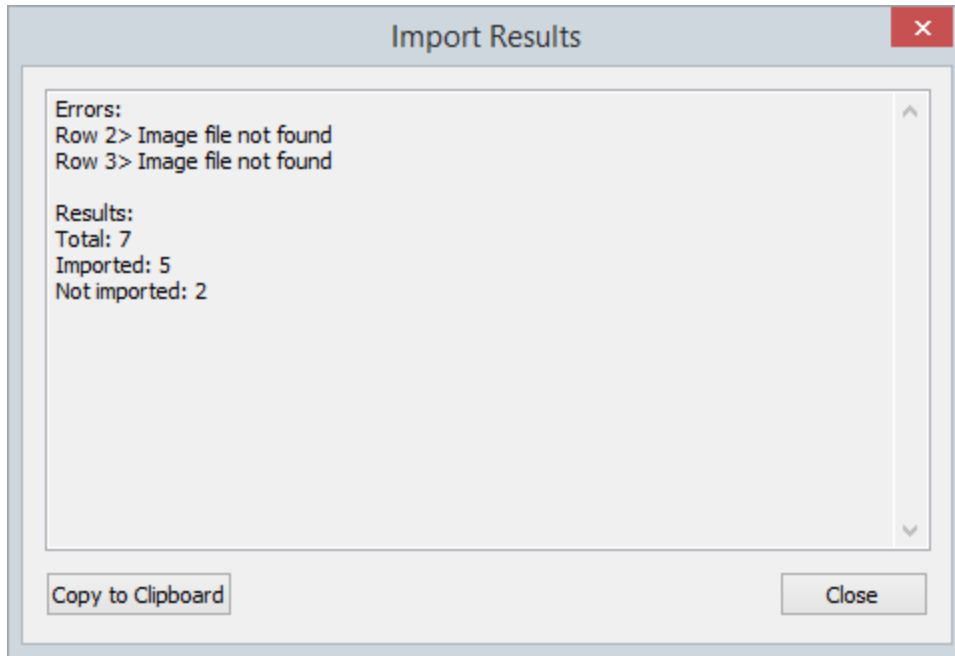 Import Results
Errors:
Row 2> Image file not found
Row 3> Image file not found
Results:
Total: 7
Imported: 5
Not imported: 2
Copy to Clipboard
Close